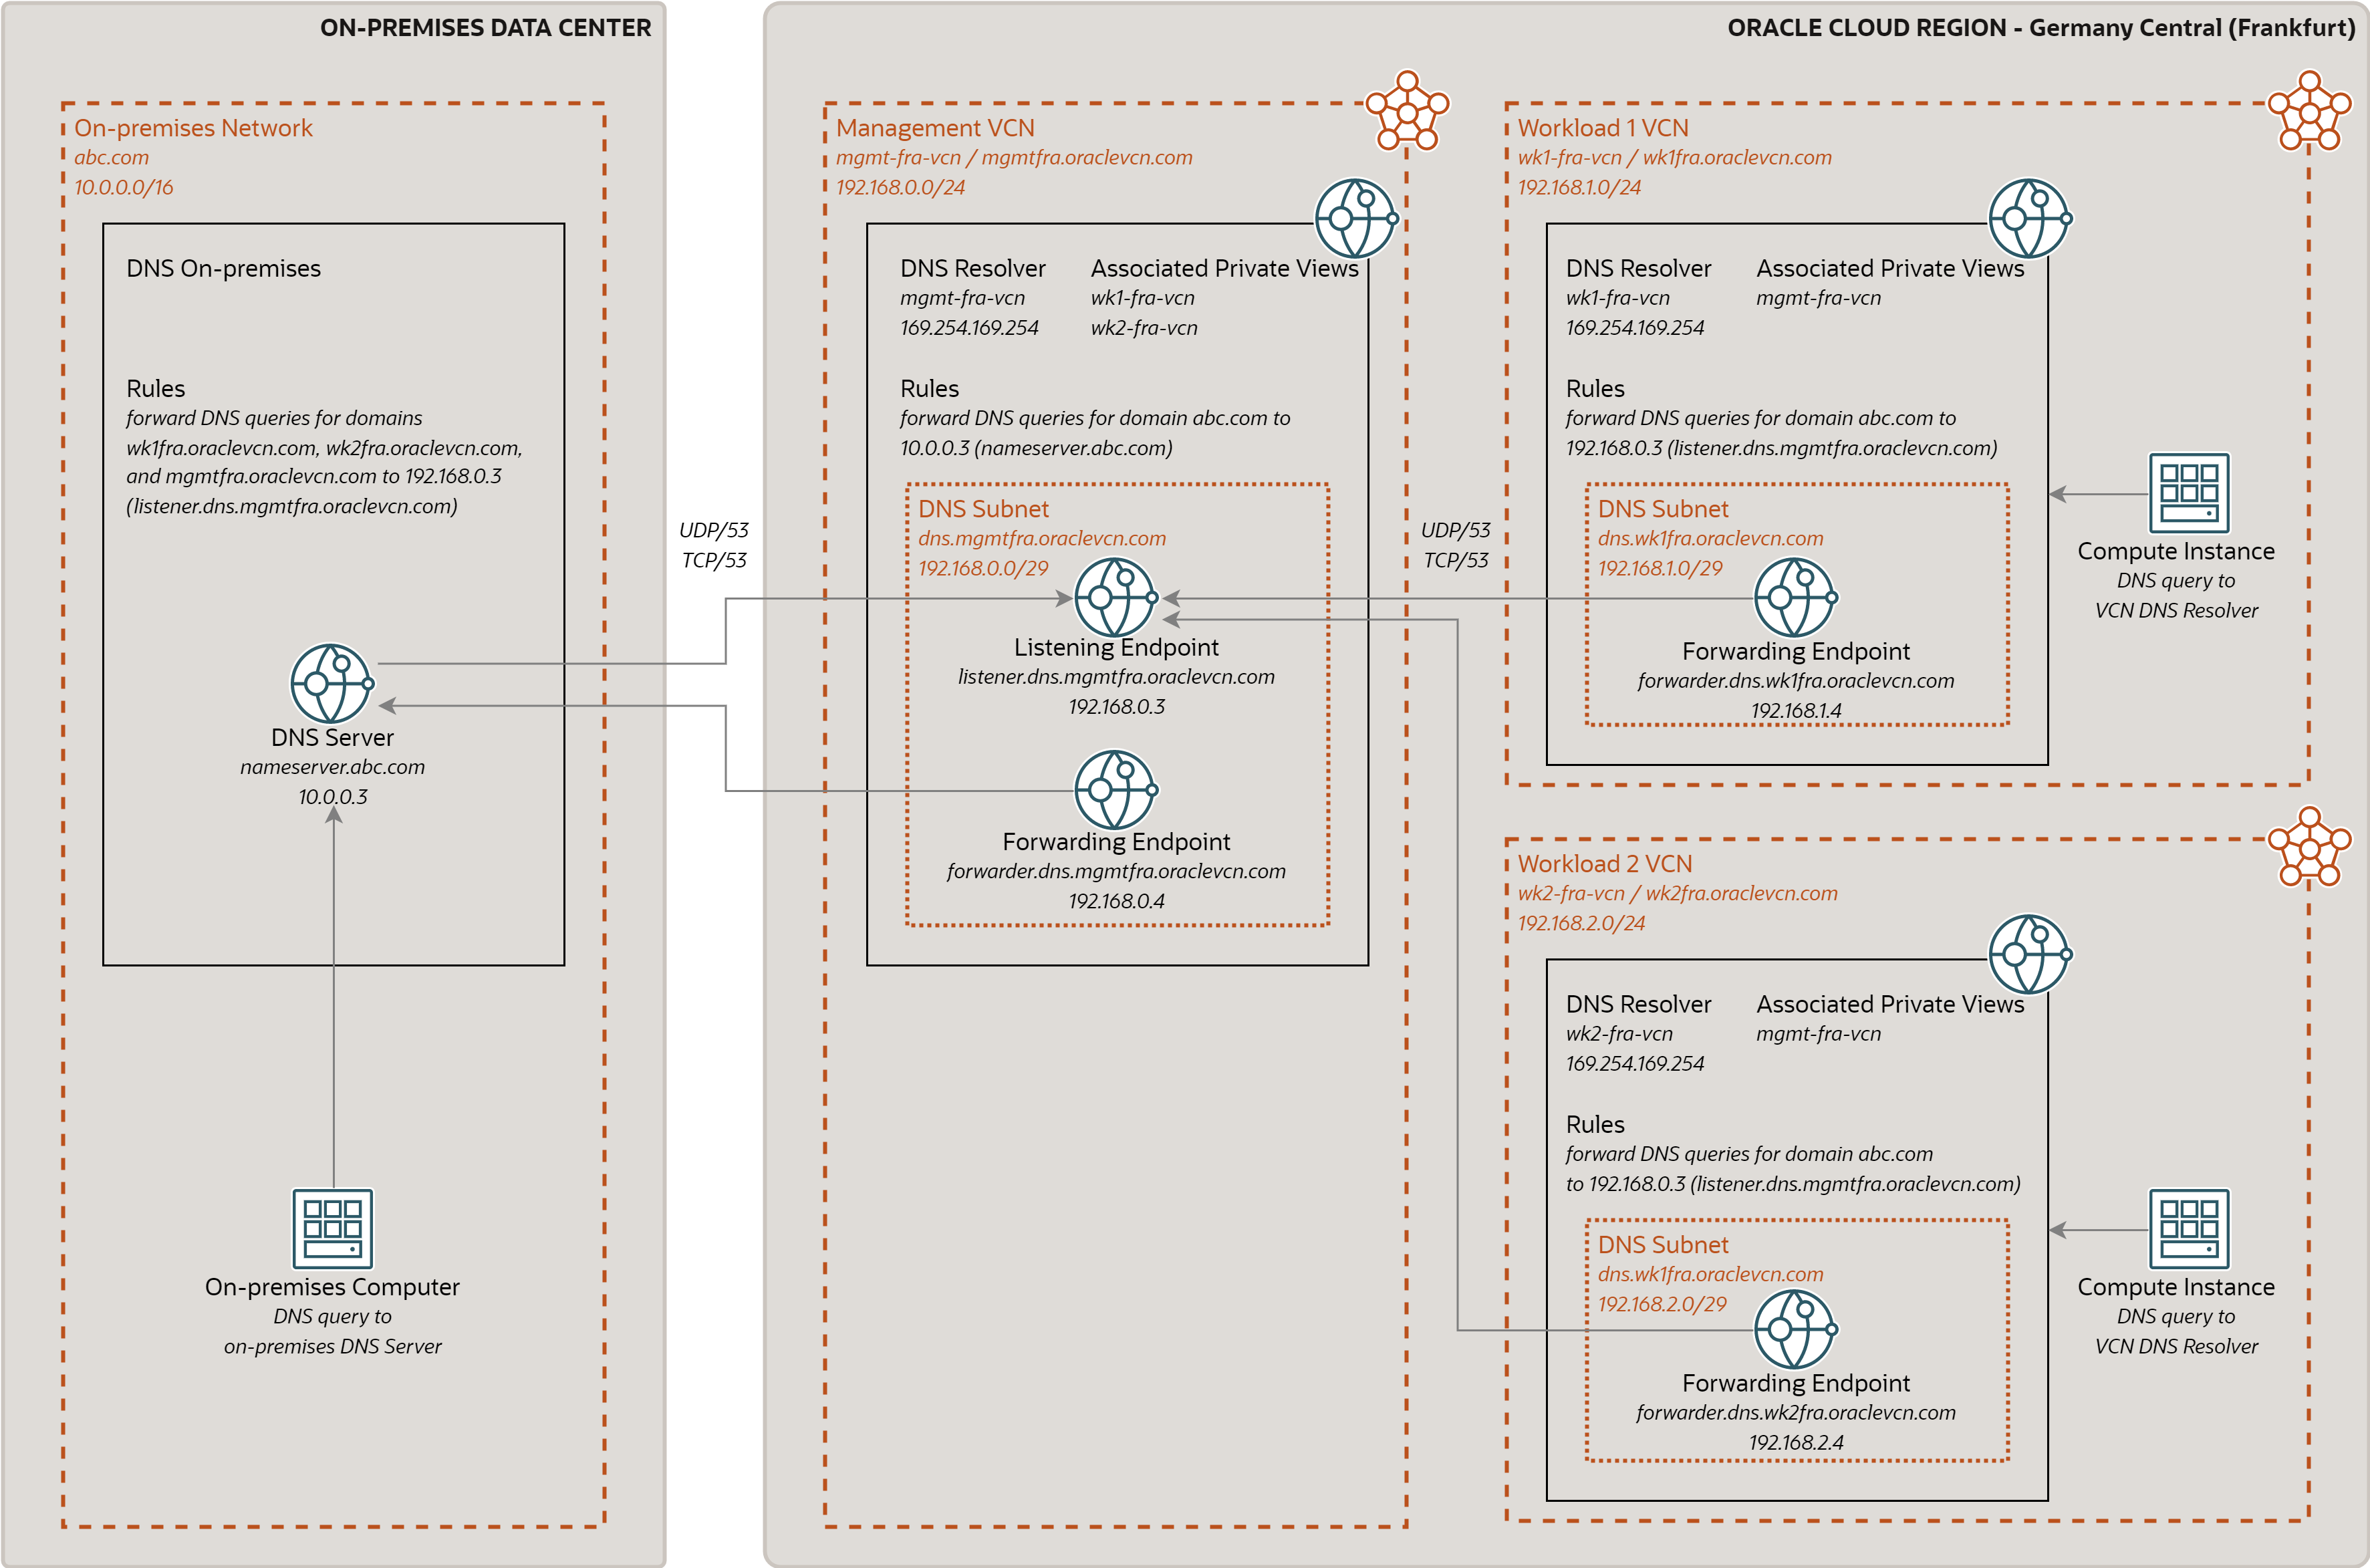 ON-PREMISES DATA CENTER
On-premises Network
abc.com
10.0.0.0/16
DNS On-premises
Rules
forward DNS queries for domains
wk1fra.oraclevcn.com, wk2fra.oraclevcn.com,
and mgmtfra.oraclevcn.com to 192.168.0.3
(listener.dns.mgmtfra.oraclevcn.com)
DNS Server
nameserver.abc.com
10.0.0.3
On-premises Computer
DNS query to
on-premises DNS Server
UDP/53
TCP/53
ORACLE CLOUD REGION - Germany Central (Frankfurt)
Management VCN
mgmt-fra-vcn / mgmtfra.oraclevcn.com
192.168.0.0/24
DNS Resolver
mgmt-fra-vcn
169.254.169.254
Associated Private Views
wk1-fra-vcn
wk2-fra-vcn
Rules
forward DNS queries for domain abc.com to
10.0.0.3 (nameserver.abc.com)
DNS Subnet
dns.mgmtfra.oraclevcn.com
192.168.0.0/29
Listening Endpoint
listener.dns.mgmtfra.oraclevcn.com
192.168.0.3
Forwarding Endpoint
forwarder.dns.mgmtfra.oraclevcn.com
192.168.0.4
UDP/53
TCP/53
Workload 1 VCN
wk1-fra-vcn / wk1fra.oraclevcn.com
192.168.1.0/24
DNS Resolver
wk1-fra-vcn
169.254.169.254
Associated Private Views
mgmt-fra-vcn
Rules
forward DNS queries for domain abc.com to
192.168.0.3 (listener.dns.mgmtfra.oraclevcn.com)
DNS Subnet
dns.wk1fra.oraclevcn.com
192.168.1.0/29
Forwarding Endpoint
forwarder.dns.wk1fra.oraclevcn.com
192.168.1.4
Compute Instance
DNS query to
VCN DNS Resolver
Workload 2 VCN
wk2-fra-vcn / wk2fra.oraclevcn.com
192.168.2.0/24
DNS Resolver
wk2-fra-vcn
169.254.169.254
Associated Private Views
mgmt-fra-vcn
Rules
forward DNS queries for domain abc.com
to 192.168.0.3 (listener.dns.mgmtfra.oraclevcn.com)
DNS Subnet
dns.wk1fra.oraclevcn.com
192.168.2.0/29
Forwarding Endpoint
forwarder.dns.wk2fra.oraclevcn.com
192.168.2.4
Compute Instance
DNS query to
VCN DNS Resolver